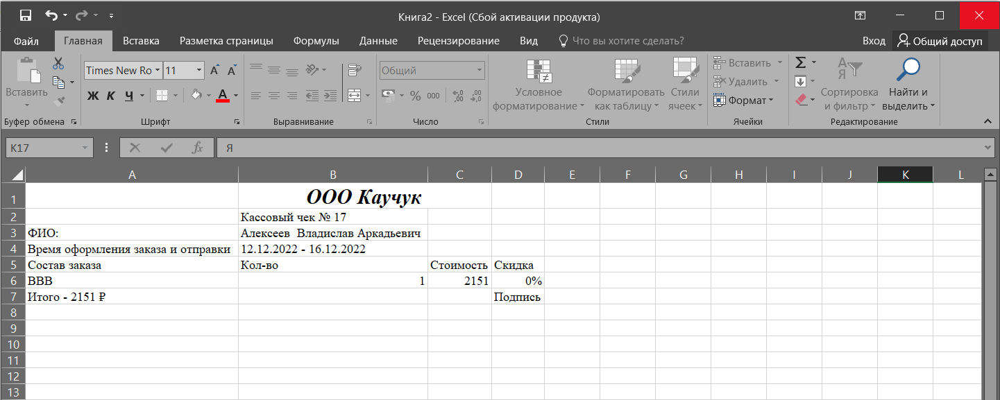 Книга2 - Excel (Сбой активации продукта)
Файл Главная Вставка Разметка страницы Формулы Данные Рецензирование Вид Что вы хотите сделать? Вход Общий доступ
Вставить
Буфер обмена
Times New Ro 11 А А
Ж К Ч А
Шрифт
Выравнивание
Общий
% 000 ,0 ,00 ,00 ,0
Число
Условное форматирование
Форматировать как таблицу
Стили ячеек
Стили
Вставить
Удалить
Формат
Ячейки
Σ
А Я
Сортировка и фильтр
Найти и выделить
Редактирование
K17 fx Я
A B C D E F G H I J K L
1 ООО Каучук
2 Кассовый чек № 17
3 ФИО: Алексеев  Владислав Аркадьевич
4 Время оформления заказа и отправки 12.12.2022 - 16.12.2022
5 Состав заказа Кол-во Стоимость Скидка
6 ВВВ 1 2151 0%
7 Итого - 2151 ₽ Подпись
8
9
10
11
12
13